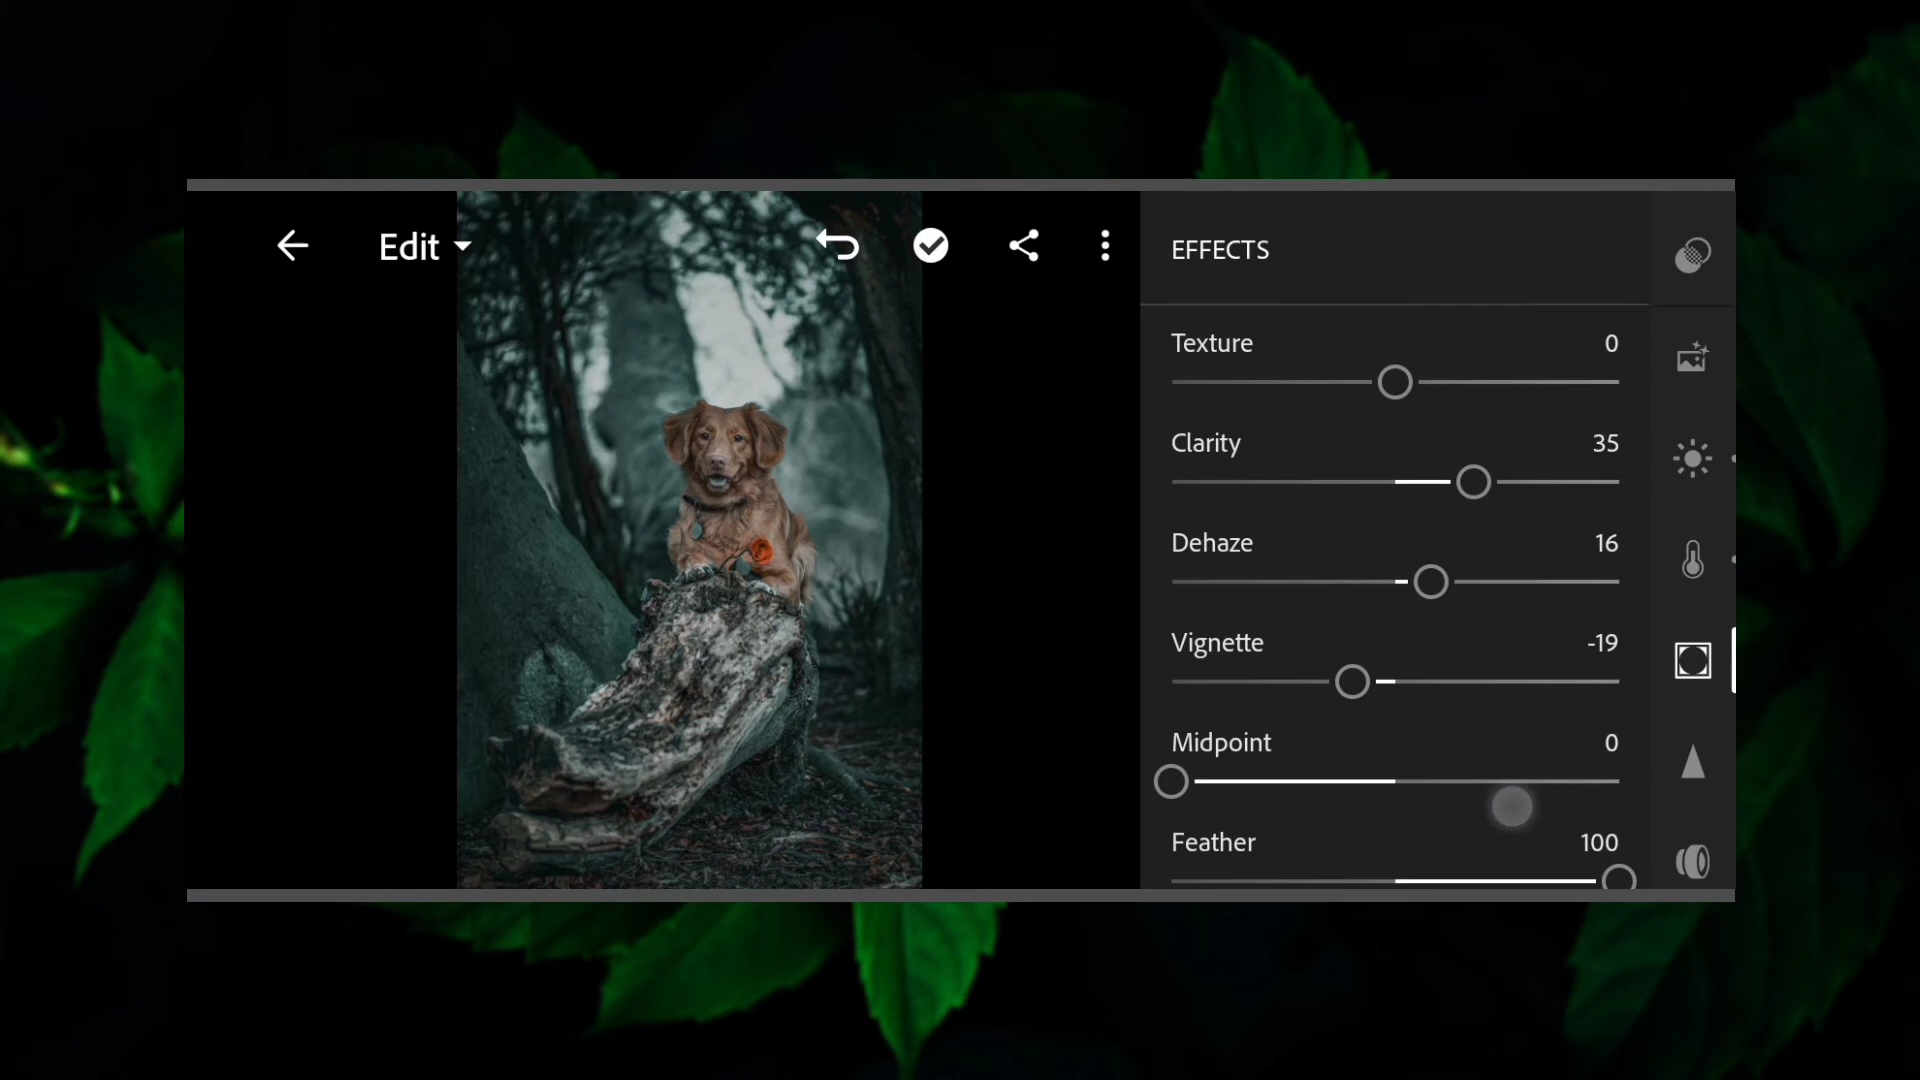 Edit
EFFECTS
Texture 0
Clarity 35
Dehaze 16
Vignette -19
Midpoint 0
Feather 100